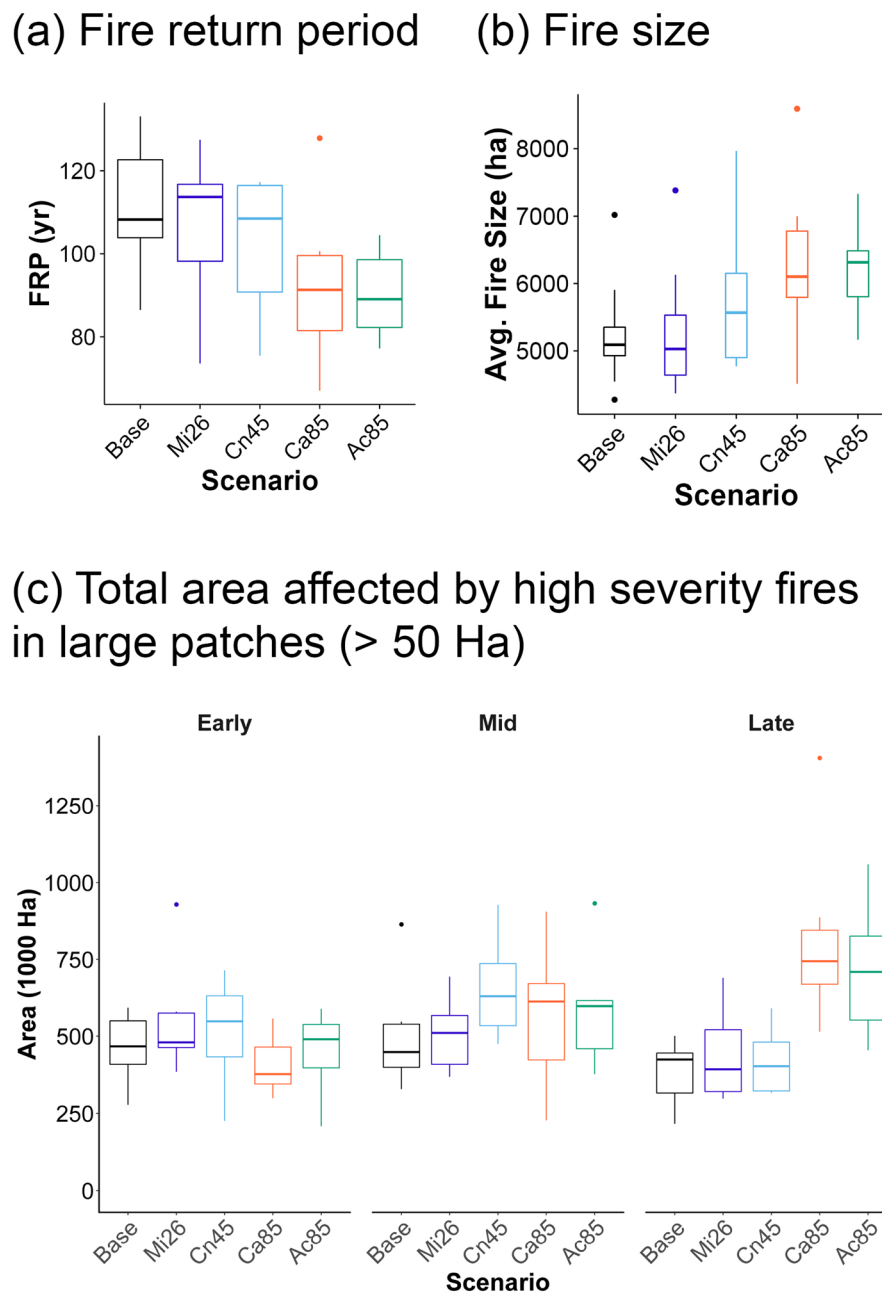 (a) Fire return period
(b) Fire size
FRP (yr)
120
100
80
Base
Mi26
Cn45
Ca85
Ac85
Scenario
Avg. Fire Size (ha)
8000
7000
6000
5000
Base
Mi26
Cn45
Ca85
Ac85
Scenario
(c) Total area affected by high severity fires
in large patches (> 50 Ha)
Early
Mid
Late
Area (1000 Ha)
1250
1000
750
500
250
0
Base
Mi26
Cn45
Ca85
Ac85
Base
Mi26
Cn45
Ca85
Ac85
Base
Mi26
Cn45
Ca85
Ac85
Scenario